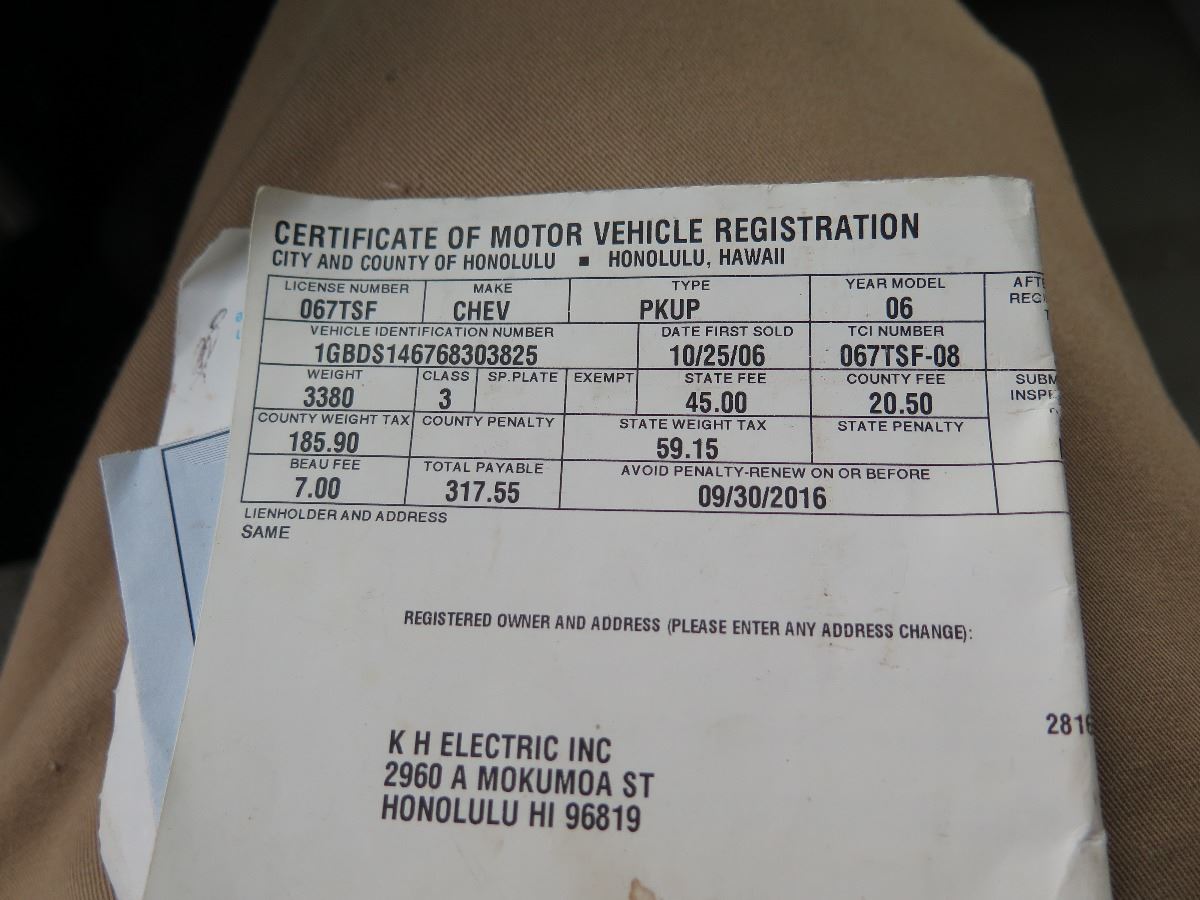 CERTIFICATE OF MOTOR VEHICLE REGISTRATION
CITY AND COUNTY OF HONOLULU ■ HONOLULU, HAWAII
LICENSE NUMBER MAKE TYPE YEAR MODEL
067TSF CHEV PKUP 06
VEHICLE IDENTIFICATION NUMBER DATE FIRST SOLD TCI NUMBER
1GBDS146768303825 10/25/06 067TSF-08
WEIGHT CLASS SP.PLATE EXEMPT STATE FEE COUNTY FEE SUBM
3380 3 45.00 20.50 INSP
COUNTY WEIGHT TAX COUNTY PENALTY STATE WEIGHT TAX STATE PENALTY
185.90 59.15
BEAU FEE TOTAL PAYABLE AVOID PENALTY-RENEW ON OR BEFORE
7.00 317.55 09/30/2016
LIENHOLDER AND ADDRESS
SAME
REGISTERED OWNER AND ADDRESS (PLEASE ENTER ANY ADDRESS CHANGE):
2816
K H ELECTRIC INC
2960 A MOKUMOA ST
HONOLULU HI 96819